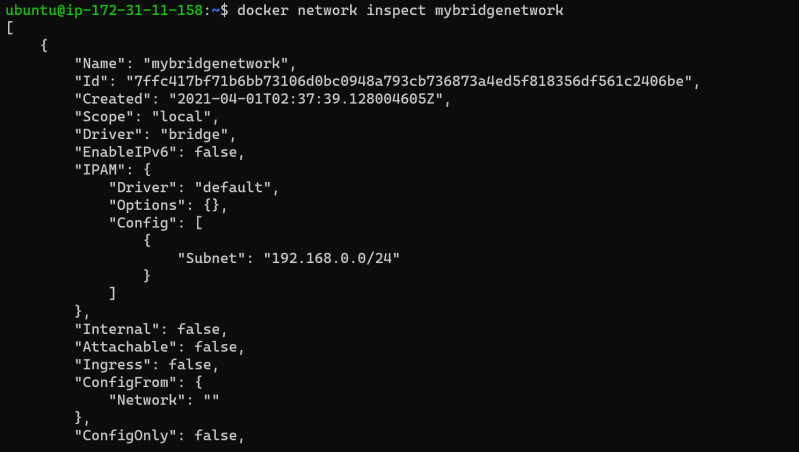 ubuntu@ip-172-31-11-158:~$ docker network inspect mybridgenetwork
[
    {
        "Name": "mybridgenetwork",
        "Id": "7ffc417bf71b6bb73106d0bc0948a793cb736873a4ed5f818356df561c2406be",
        "Created": "2021-04-01T02:37:39.128004605Z",
        "Scope": "local",
        "Driver": "bridge",
        "EnableIPv6": false,
        "IPAM": {
            "Driver": "default",
            "Options": {},
            "Config": [
                {
                    "Subnet": "192.168.0.0/24"
                }
            ]
        },
        "Internal": false,
        "Attachable": false,
        "Ingress": false,
        "ConfigFrom": {
            "Network": ""
        },
        "ConfigOnly": false,